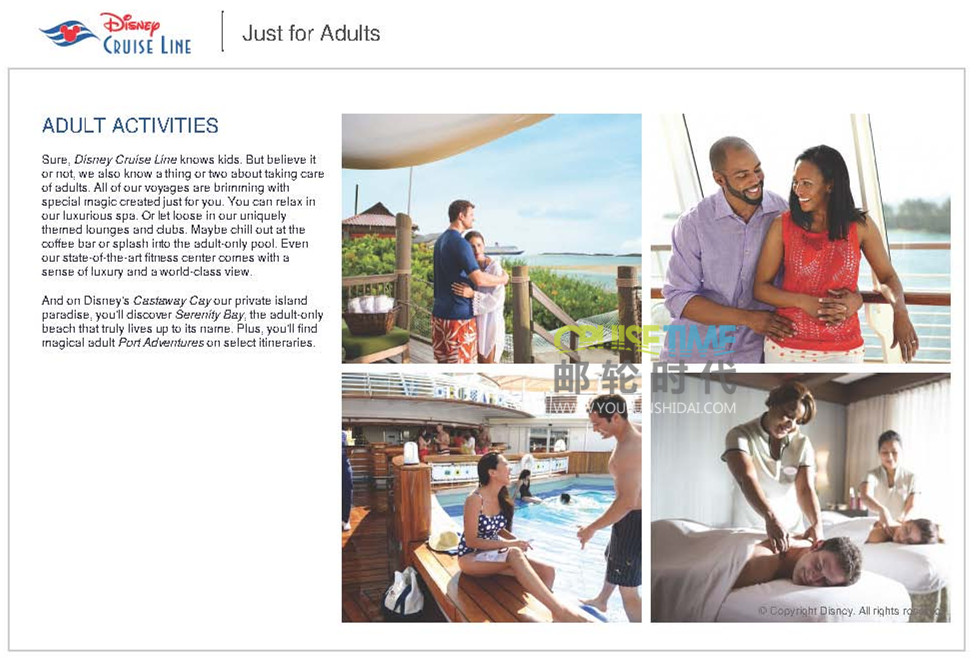 Disney
CRUISE LINE
Just for Adults
ADULT ACTIVITIES
Sure, Disney Cruise Line knows kids. But believe it
or not, we also know a thing or two about taking care
of adults. All of our voyages are brimming with
special magic created just for you. You can relax in
our luxurious spa. Or let loose in our uniquely
themed lounges and clubs. Maybe chill out at the
coffee bar or splash into the adult-only pool. Even
our state-of-the-art fitness center comes with a
sense of luxury and a world-class view.
And on Disney's Castaway Cay our private island
paradise, you'll discover Serenity Bay, the adult-only
beach that truly lives up to its name. Plus, you'll find
magical adult Port Adventures on select itineraries.
CRUISETIME
邮轮时代
© Copyright Disney. All rights